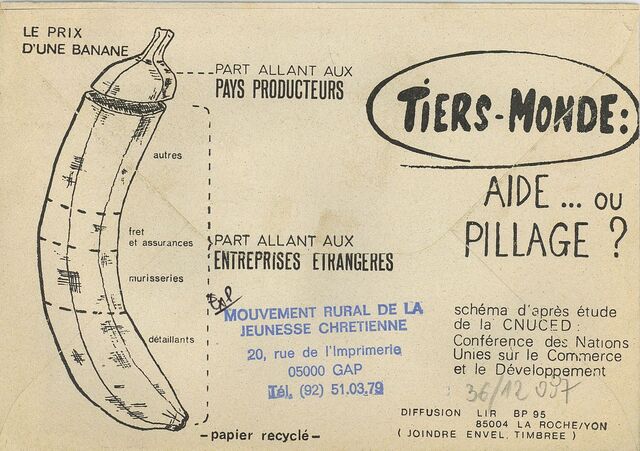 LE PRIX
D'UNE BANANE
PART ALLANT AUX
PAYS PRODUCTEURS
autres
fret
et assurances
murisseries
détaillants
PART ALLANT AUX
ENTREPRISES ETRANGERES
TIERS-MONDE:
AIDE... OU
PILLAGE ?
MOUVEMENT RURAL DE LA
JEUNESSE CHRETIENNE
20, rue de l'Imprimerie
05000 GAP
Tél. (92) 51.03.79
schéma d'après étude
de la CNUCED :
Conférence des Nations
Unies sur le Commerce
et le Développement
36/12 057
DIFFUSION LIR BP 95
85004 LA ROCHE/YON
( JOINDRE ENVEL. TIMBREE )
-papier recyclé-